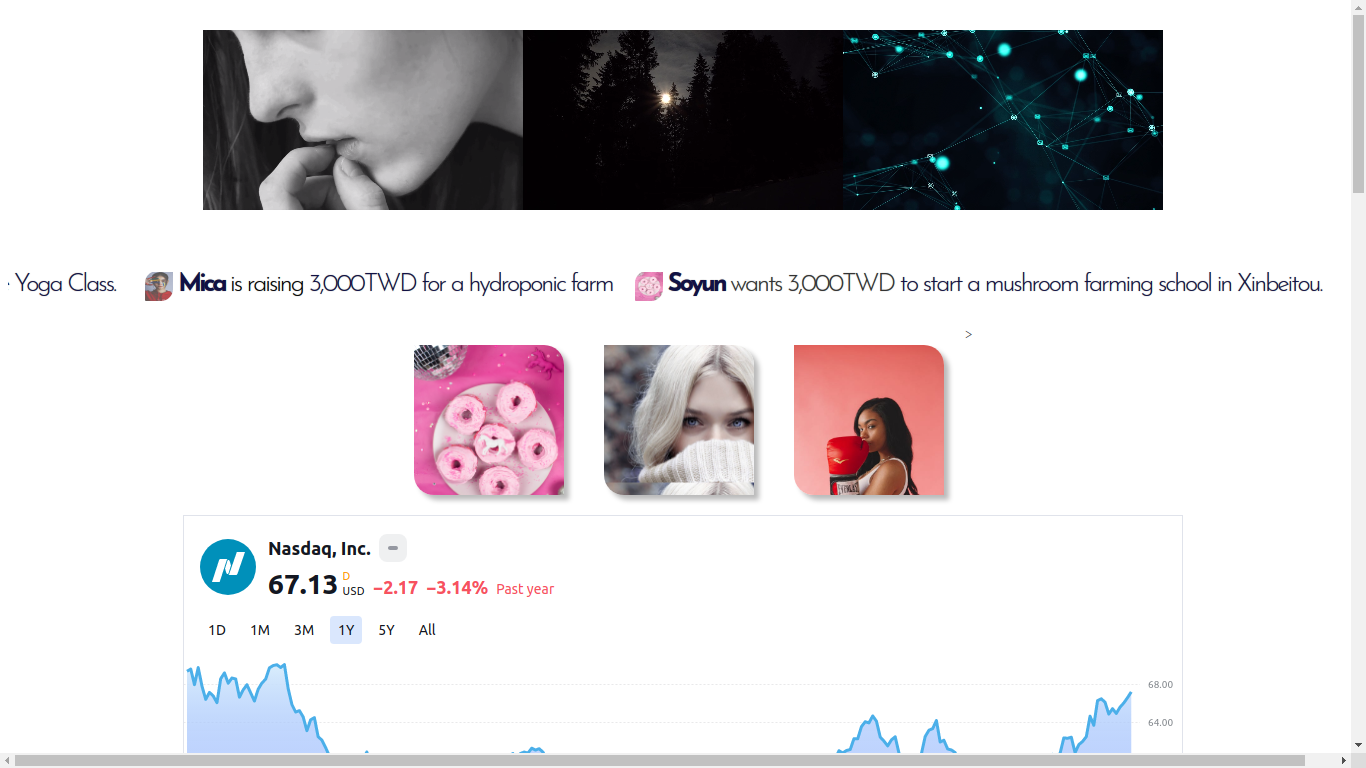 · Yoga Class. Mica is raising 3,000TWD for a hydroponic farm Soyun wants 3,000TWD to start a mushroom farming school in Xinbeitou.
>
Nasdaq, Inc.
67.13 D USD −2.17 −3.14% Past year
1D 1M 3M 1Y 5Y All
68.00
64.00